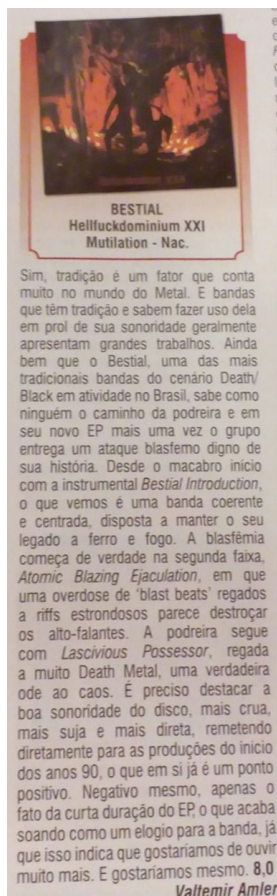 BESTIAL
Hellfuckdominium XXI
Mutilation - Nac.
Sim, tradição é um fator que conta
muito no mundo do Metal. E bandas
que têm tradição e sabem fazer uso dela
em prol de sua sonoridade geralmente
apresentam grandes trabalhos. Ainda
bem que o Bestial, uma das mais
tradicionais bandas do cenário Death/
Black em atividade no Brasil, sabe como
ninguém o caminho da podreira e em
seu novo EP mais uma vez o grupo
entrega um ataque blasfemo digno de
sua história. Desde o macabro início
com a instrumental Bestial Introduction,
o que vemos é uma banda coerente
e centrada, disposta a manter o seu
legado a ferro e fogo. A blasfêmia
começa de verdade na segunda faixa,
Atomic Blazing Ejaculation, em que
uma overdose de ‘blast beats’ regados
a riffs estrondosos parece destroçar
os alto-falantes. A podreira segue
com Lascivious Possessor, regada
a muito Death Metal, uma verdadeira
ode ao caos. É preciso destacar a
boa sonoridade do disco, mais crua,
mais suja e mais direta, remetendo
diretamente para as produções do início
dos anos 90, o que em si já é um ponto
positivo. Negativo mesmo, apenas o
fato da curta duração do EP, o que acaba
soando como um elogio para a banda, já
que isso indica que gostaríamos de ouvir
muito mais. E gostaríamos mesmo. 8,0
Valtemir Amler